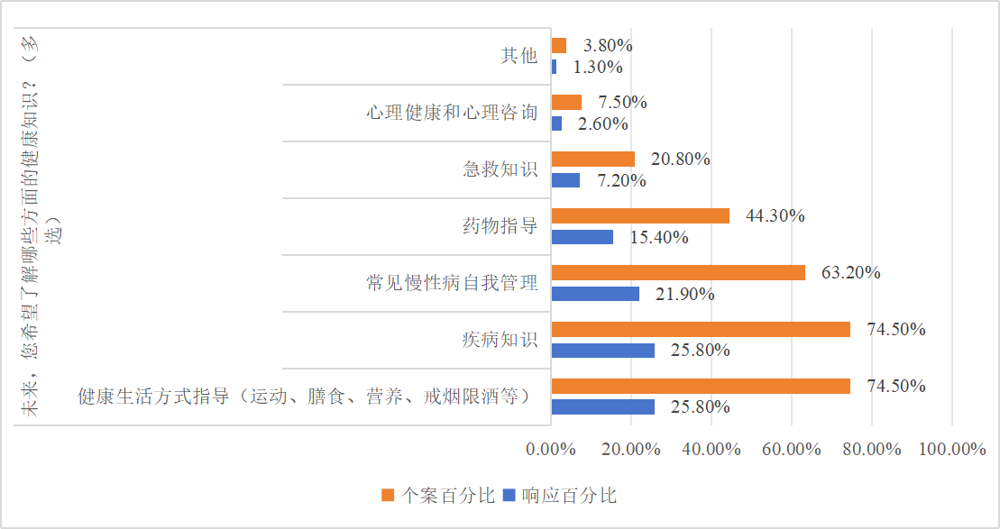 未来，您希望了解哪些方面的健康知识？（多
选）
其他
3.80%
1.30%
心理健康和心理咨询
7.50%
2.60%
急救知识
20.80%
7.20%
药物指导
44.30%
15.40%
常见慢性病自我管理
63.20%
21.90%
疾病知识
74.50%
25.80%
健康生活方式指导（运动、膳食、营养、戒烟限酒等）
74.50%
25.80%
0.00% 20.00% 40.00% 60.00% 80.00% 100.00%
个案百分比 响应百分比